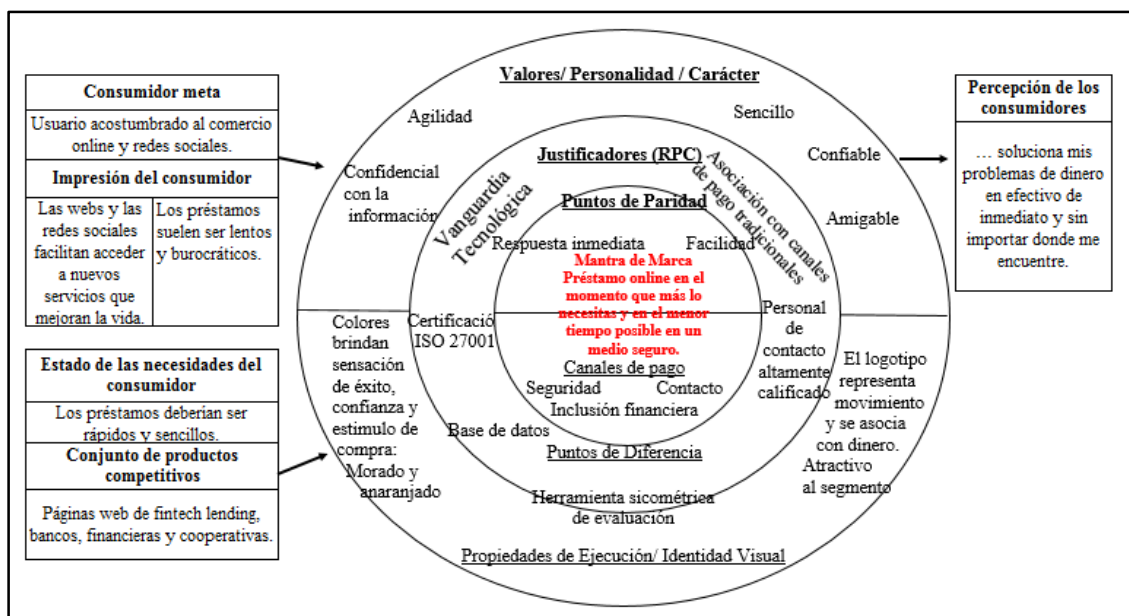 Consumidor meta
Usuario acostumbrado al comercio
online y redes sociales.
Impresión del consumidor
Las webs y las
redes sociales
facilitan acceder
a nuevos
servicios que
mejoran la vida.
Los préstamos
suelen ser lentos
y burocráticos.
Estado de las necesidades del
consumidor
Los préstamos deberían ser
rápidos y sencillos.
Conjunto de productos
competitivos
Páginas web de fintech lending,
bancos, financieras y cooperativas.
Valores/ Personalidad / Carácter
Agilidad
Sencillo
Confidencial
con la
información
Confiable
Amigable
Justificadores (RPC)
Vanguardia
Tecnológica
Asociación con canales
de pago tradicionales
Puntos de Paridad
Respuesta inmediata
Facilidad
Mantra de Marca
Préstamo online en el
momento que más lo
necesitas y en el menor
tiempo posible en un
medio seguro.
Canales de pago
Seguridad
Contacto
Inclusión financiera
Puntos de Diferencia
Certificació
ISO 27001
Personal
de
contacto
altamente
calificado
Base de datos
Herramienta sicométrica
de evaluación
Colores
brindan
sensación
de éxito,
confianza y
estimulo de
compra:
Morado y
anaranjado
El logotipo
representa
movimiento
y se asocia
con dinero.
Atractivo
al segmento
Propiedades de Ejecución/ Identidad Visual
Percepción de los
consumidores
… soluciona mis
problemas de dinero
en efectivo de
inmediato y sin
importar donde me
encuentre.